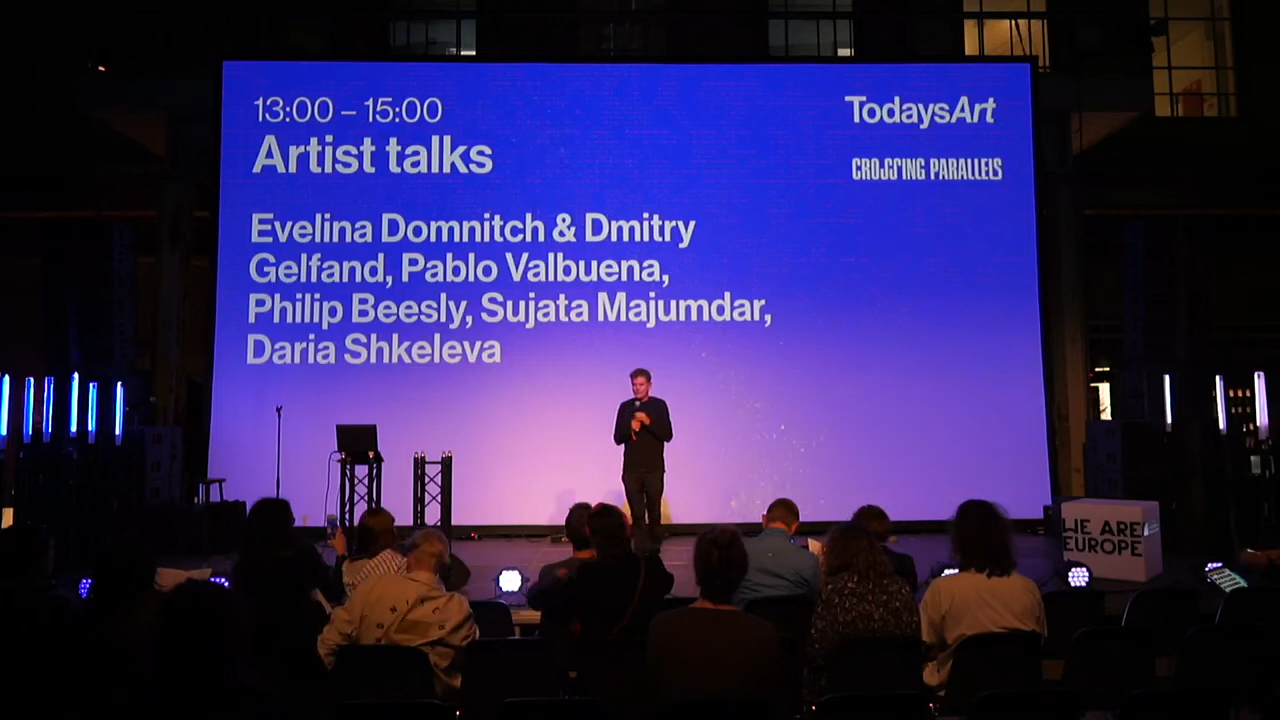 13:00 – 15:00
Artist talks
Evelina Domnitch & Dmitry
Gelfand, Pablo Valbuena,
Philip Beesly, Sujata Majumdar,
Daria Shkeleva
TodaysArt
CROSSING PARALLELS
WE ARE
EUROPE